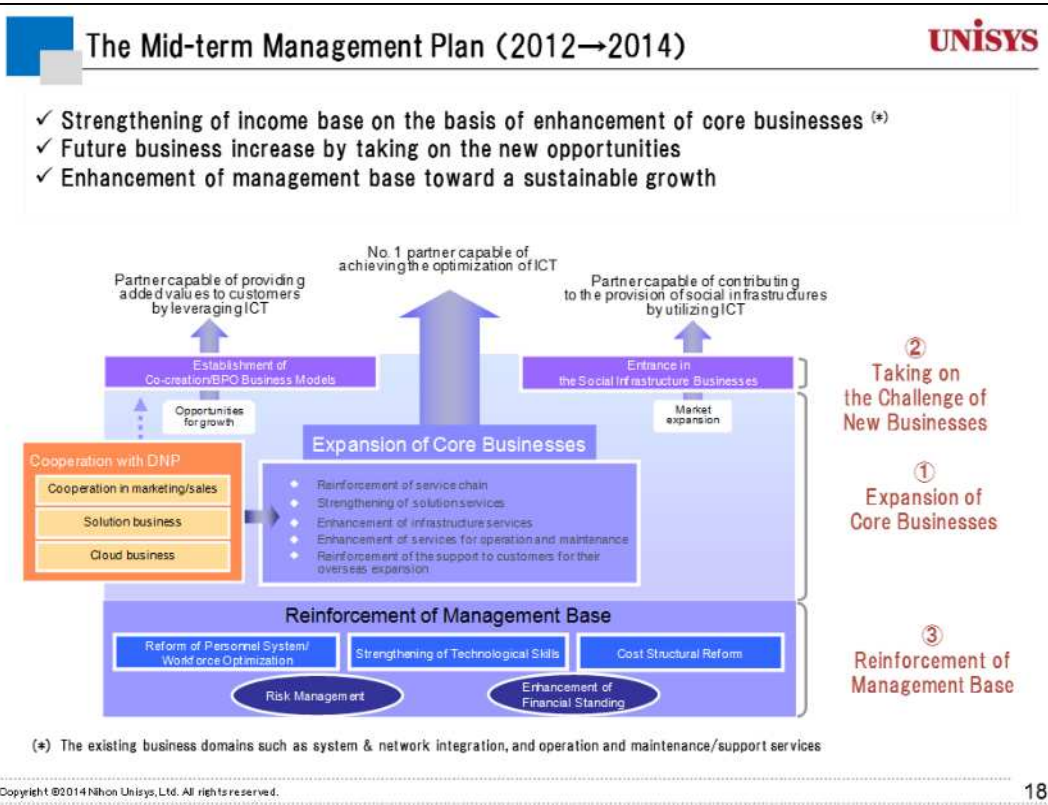 The Mid-term Management Plan (2012→2014)
UNISYS
✓ Strengthening of income base on the basis of enhancement of core businesses (*)
✓ Future business increase by taking on the new opportunities
✓ Enhancement of management base toward a sustainable growth
No. 1 partner capable of
achieving the optimization of ICT
Partner capable of providing
added values to customers
by leveraging ICT
Partner capable of contributing
to the provision of social infrastructures
by utilizing ICT
Establishment of
Co-creation/BPO Business Models
Entrance in
the Social Infrastructure Businesses
②
Taking on
the Challenge of
New Businesses
Opportunities
for growth
Market
expansion
Expansion of Core Businesses
Cooperation with DNP
Cooperation in marketing/sales
Solution business
Cloud business
◆ Reinforcement of service chain
◆ Strengthening of solution services
◆ Enhancement of infrastructure services
◆ Enhancement of services for operation and maintenance
◆ Reinforcement of the support to customers for their
overseas expansion
①
Expansion of
Core Businesses
Reinforcement of Management Base
Reform of Personnel System/
Workforce Optimization
Strengthening of Technological Skills
Cost Structural Reform
Risk Management
Enhancement of
Financial Standing
③
Reinforcement of
Management Base
(*) The existing business domains such as system & network integration, and operation and maintenance/support services
Copyright ©2014 Nihon Unisys, Ltd. All rights reserved.
18